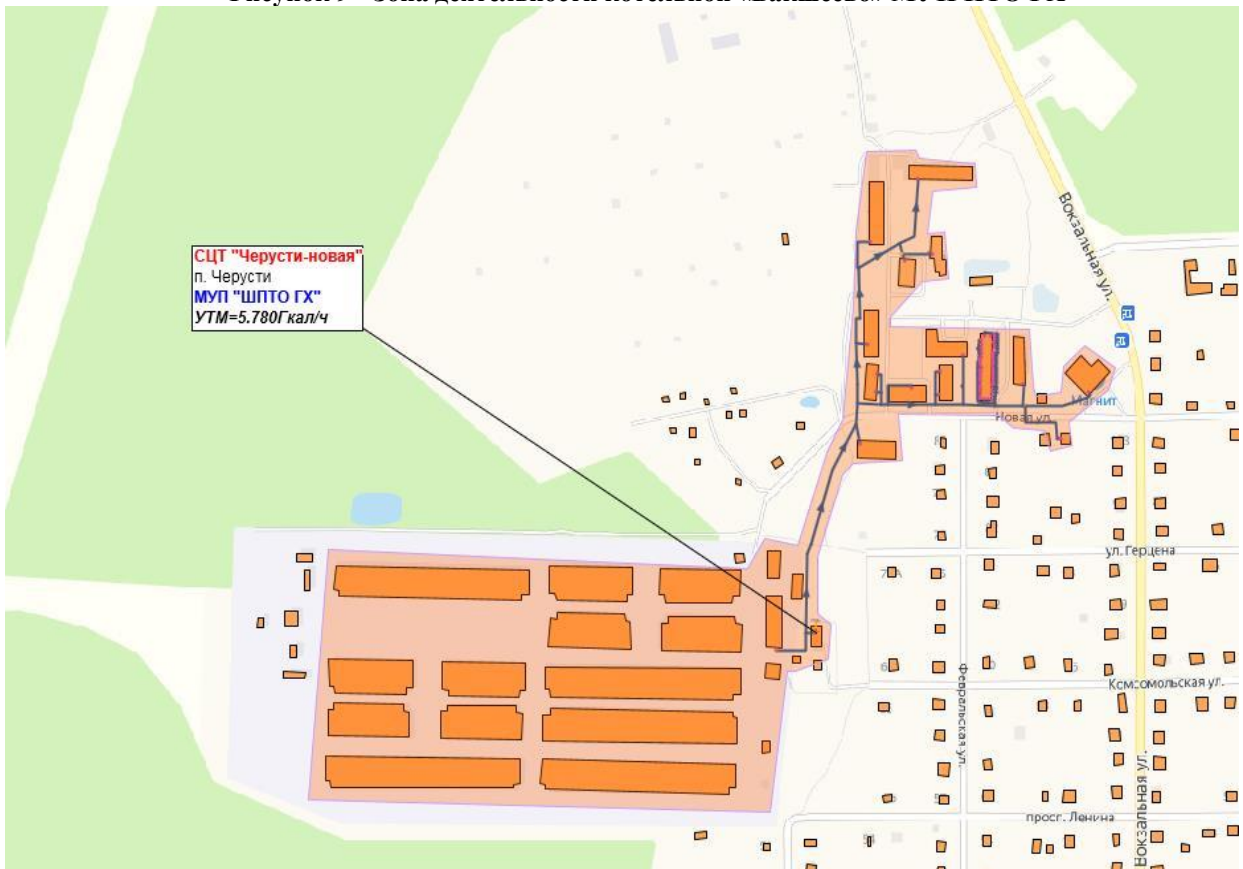 СЦТ "Черусти-новая"
п. Черусти
МУП "ШПТО ГХ"
УТМ=5.780Гкал/ч
Вокзальная ул.
Магнит
Новая ул.
ул. Герцена
Комсомольская ул.
Февральская ул.
просп. Ленина
Вокзальная ул.